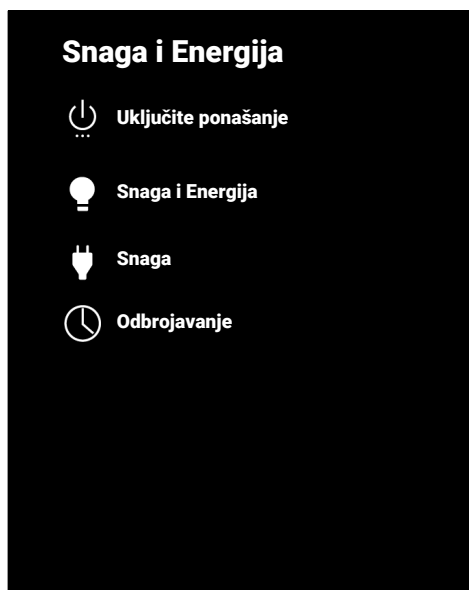 Snaga i Energija
Uključite ponašanje
Snaga i Energija
Snaga
Odbrojavanje